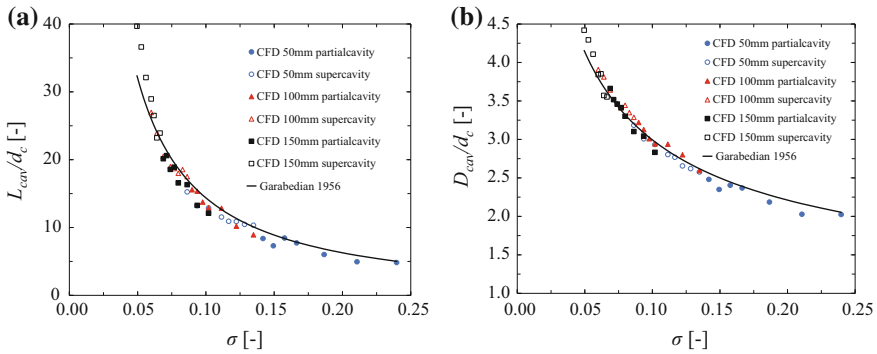 (a)
40
30
20
10
0
0.00
0.05
0.10
0.15
0.20
0.25
L_cav/d_c [-]
σ [-]
CFD 50mm partialcavity
CFD 50mm supercavity
CFD 100mm partialcavity
CFD 100mm supercavity
CFD 150mm partialcavity
CFD 150mm supercavity
Garabedian 1956
(b)
4.5
4.0
3.5
3.0
2.5
2.0
1.5
1.0
0.00
0.05
0.10
0.15
0.20
0.25
D_cav/d_c [-]
σ [-]
CFD 50mm partialcavity
CFD 50mm supercavity
CFD 100mm partialcavity
CFD 100mm supercavity
CFD 150mm partialcavity
CFD 150mm supercavity
Garabedian 1956